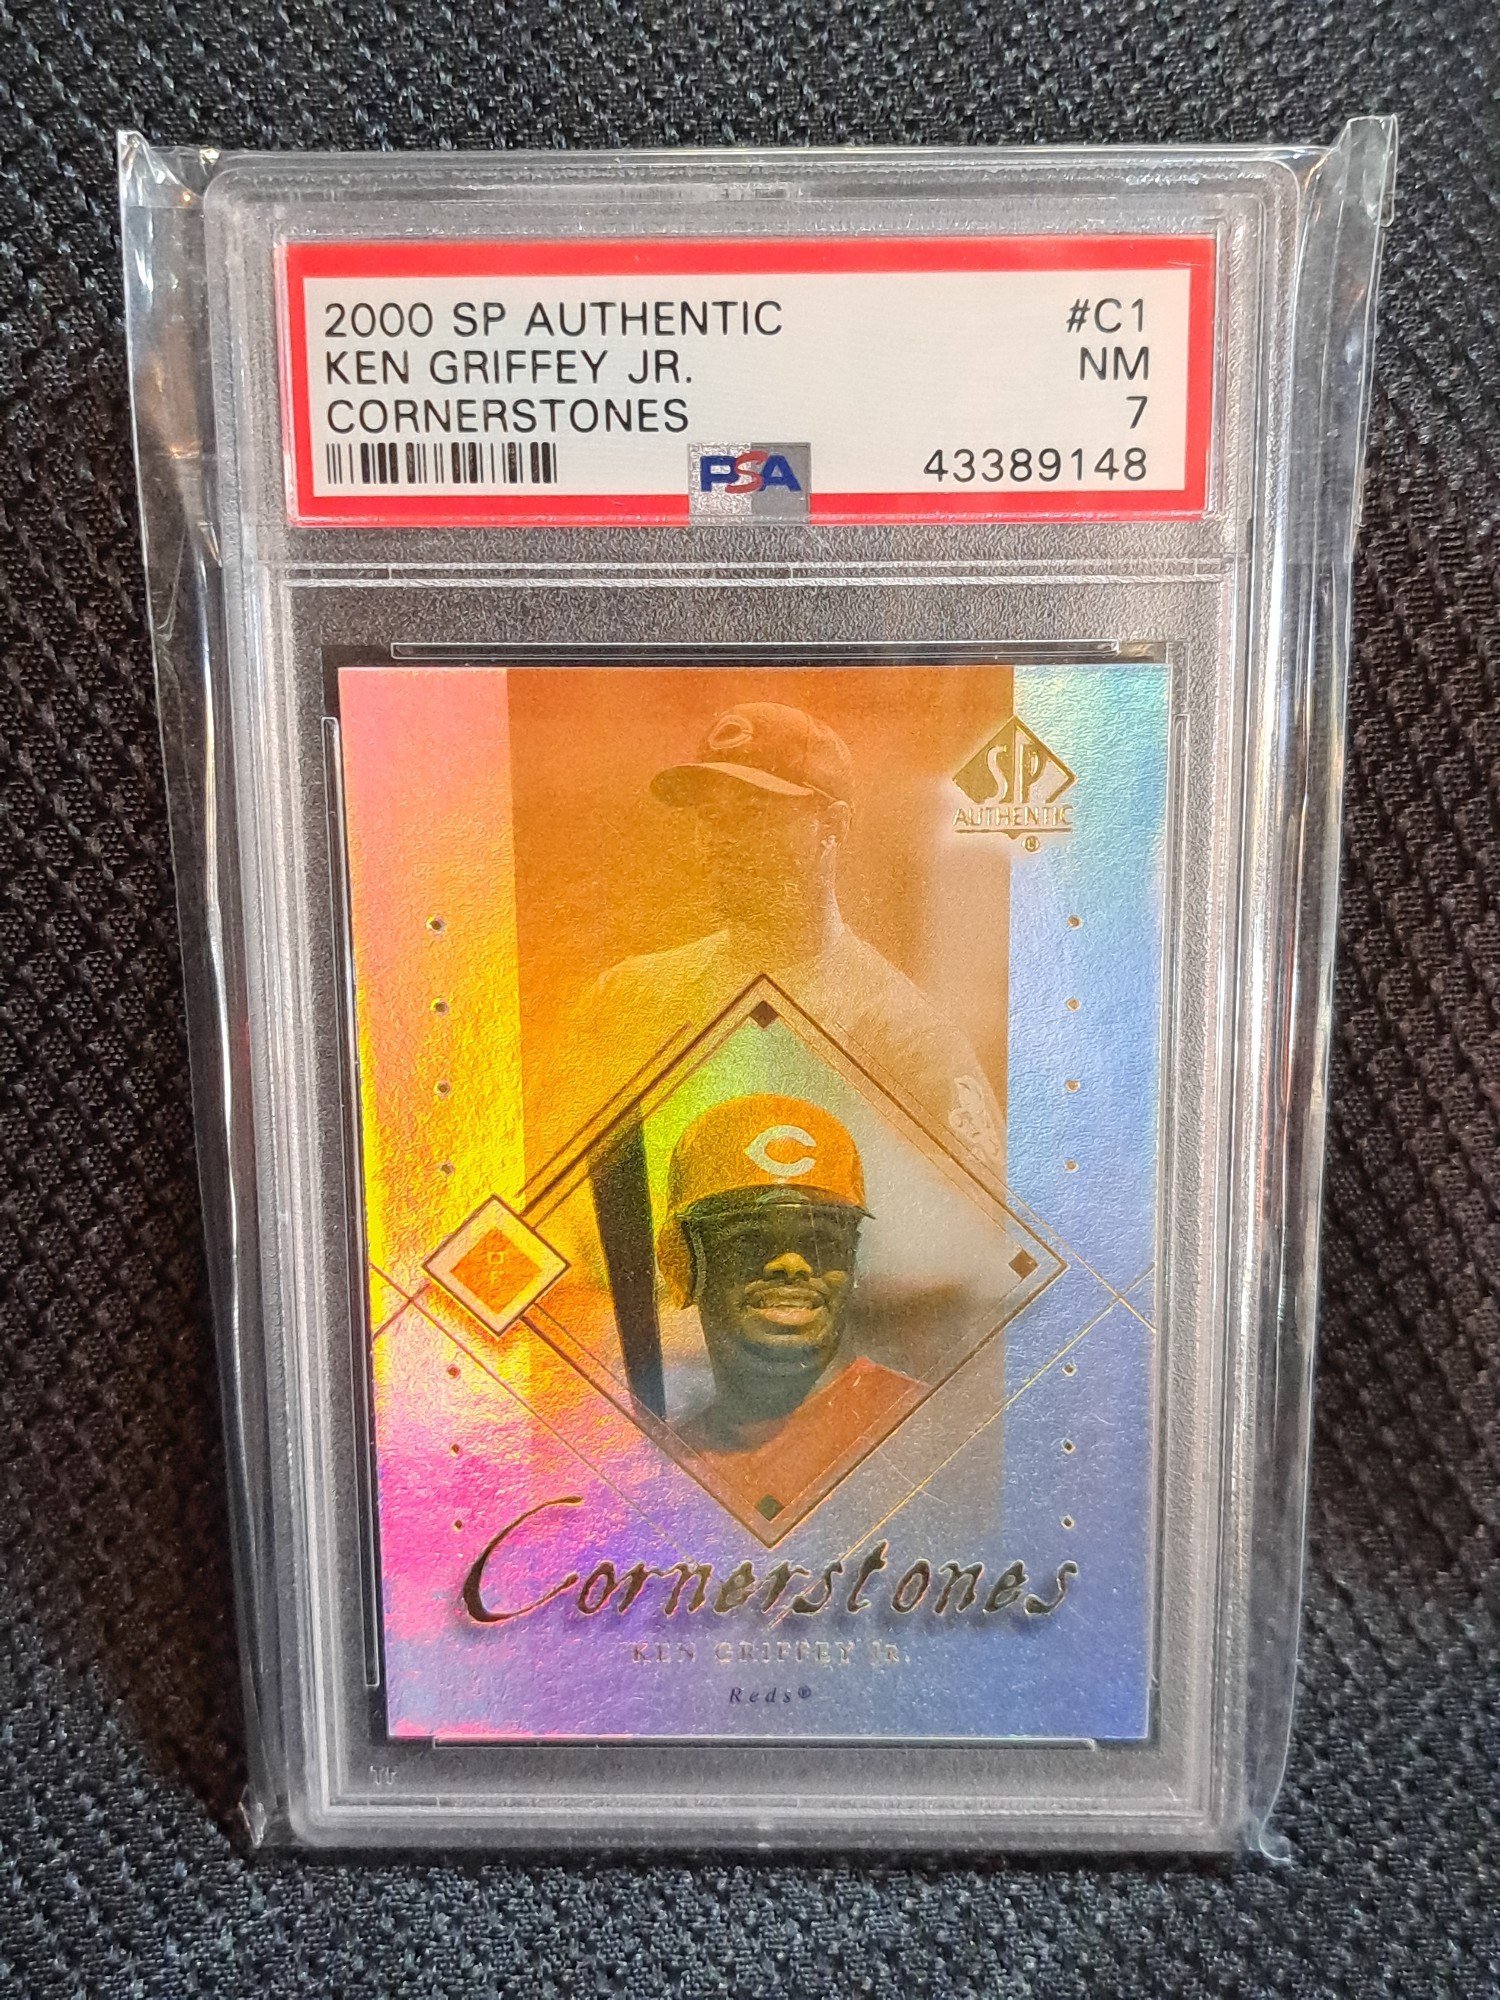 2000 SP AUTHENTIC #C1
KEN GRIFFEY JR. NM
CORNERSTONES 7
PSA 43389148
C
SP
AUTHENTIC
®
C
OF
Cornerstones
KEN GRIFFEY JR.
Reds®